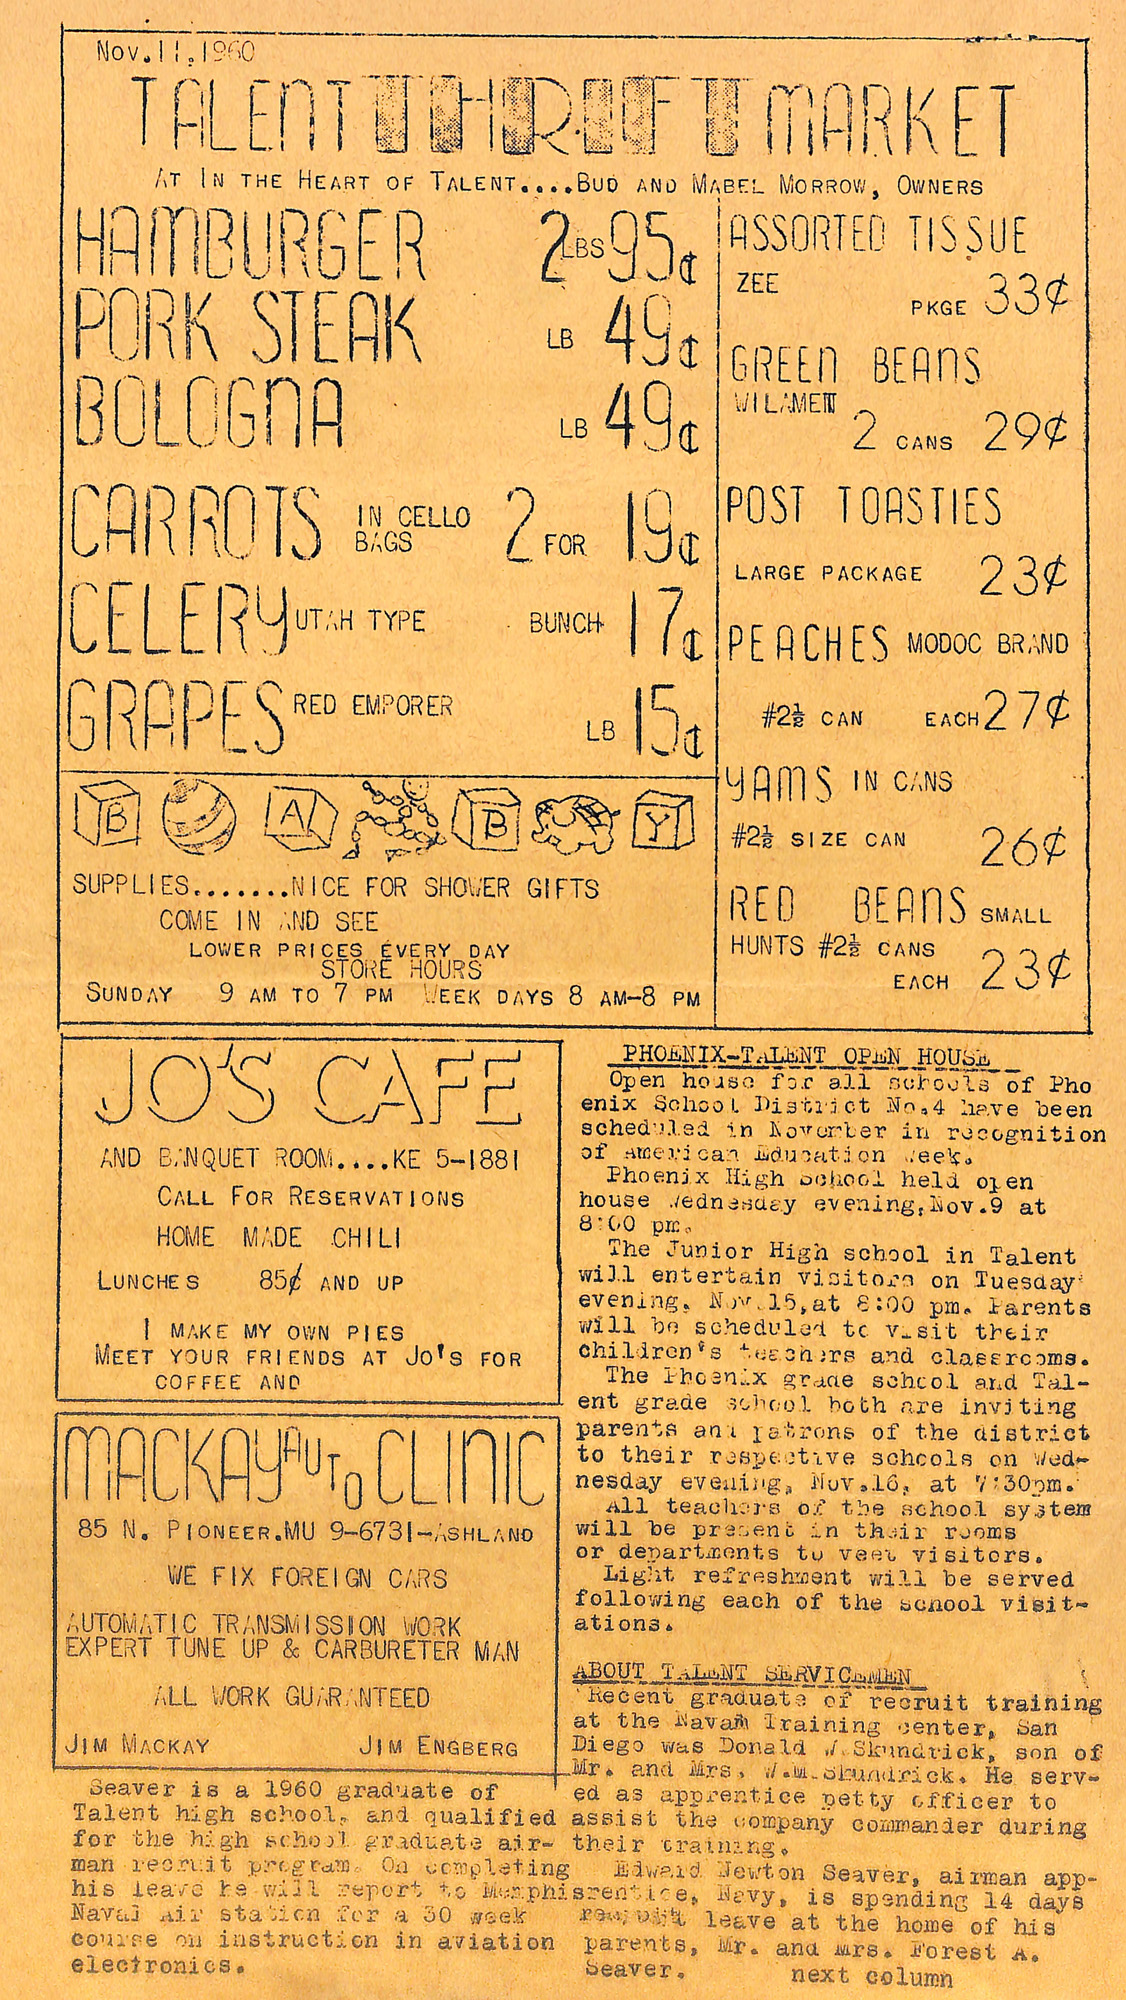 Nov.11,1960
TALENT THRIFT MARKET
AT IN THE HEART OF TALENT....BUD AND MABEL MORROW, OWNERS
HAMBURGER 2 LBS 95¢
PORK STEAK LB 49¢
BOLOGNA LB 49¢
CARROTS IN CELLO BAGS 2 FOR 19¢
CELERY UTAH TYPE BUNCH 17¢
GRAPES RED EMPORER LB 15¢
ASSORTED TISSUE
ZEE PKGE 33¢
GREEN BEANS
WILAMETT
2 CANS 29¢
POST TOASTIES
LARGE PACKAGE 23¢
PEACHES MODOC BRAND
#2½ CAN EACH 27¢
YAMS IN CANS
#2½ SIZE CAN 26¢
RED BEANS SMALL
HUNTS #2½ CANS
EACH 23¢
B A B Y
SUPPLIES.......NICE FOR SHOWER GIFTS
COME IN AND SEE
LOWER PRICES EVERY DAY
STORE HOURS
SUNDAY 9 AM TO 7 PM WEEK DAYS 8 AM-8 PM
JO'S CAFE
AND BANQUET ROOM....KE 5-1881
CALL FOR RESERVATIONS
HOME MADE CHILI
LUNCHES 85¢ AND UP
I MAKE MY OWN PIES
MEET YOUR FRIENDS AT JO'S FOR
COFFEE AND
MACKAY AUTO CLINIC
85 N. PIONEER.MU 9-6731-ASHLAND
WE FIX FOREIGN CARS
AUTOMATIC TRANSMISSION WORK
EXPERT TUNE UP & CARBURETER MAN
ALL WORK GUARANTEED
JIM MACKAY JIM ENGBERG
PHOENIX-TALENT OPEN HOUSE
Open house for all schools of Pho
enix School District No.4 have been
scheduled in November in recognition
of American Education Week.
Phoenix High School held open
house Wednesday evening,Nov.9 at
8:00 pm.
The Junior High school in Talent
will entertain visitors on Tuesday
evening, Nov.15,at 8:00 pm. Parents
will be scheduled to visit their
children's teachers and classrooms.
The Phoenix grade school and Tal-
ent grade school both are inviting
parents and patrons of the district
to their respective schools on Wed-
nesday evening, Nov.16, at 7:30pm.
All teachers of the school system
will be present in their rooms
or departments to veet visitors.
Light refreshment will be served
following each of the school visit-
ations.
ABOUT TALENT SERVICEMEN
Recent graduate of recruit training
at the Navam Training center, San
Diego was Donald W.Skundrick, son of
Mr. and Mrs. W.M.Skundrick. He serv-
ed as apprentice petty officer to
assist the company commander during
their training.
Edward Newton Seaver, airman app-
rentice, Navy, is spending 14 days
recruit leave at the home of his
parents, Mr. and Mrs. Forest A.
Seaver. next column
Seaver is a 1960 graduate of
Talent high school, and qualified
for the high school graduate air-
man recruit program. On completing
his leave he will report to Memphis
Naval Air station for a 30 week
course on instruction in aviation
electronics.